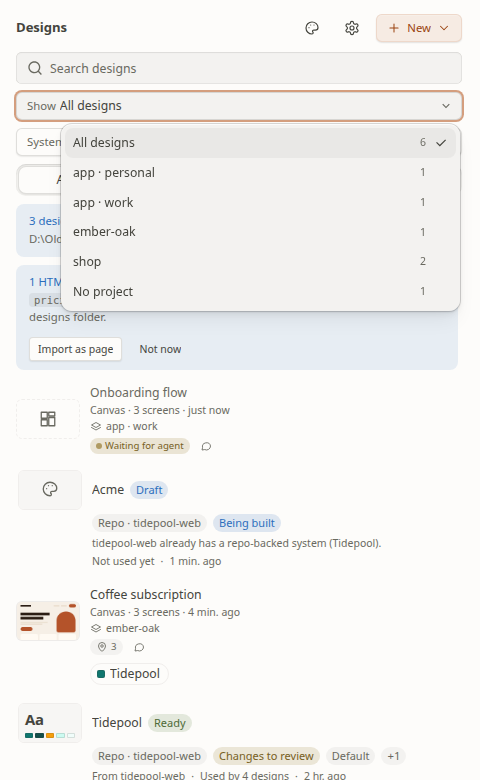 Designs
New
Search designs
Show All designs
System
All designs 6
app · personal 1
app · work 1
ember-oak 1
shop 2
No project 1
A
3 desi
D:\Old
1 HTM
pric
designs folder.
Import as page Not now
Onboarding flow
Canvas · 3 screens · just now
app · work
Waiting for agent
Acme Draft
Repo · tidepool-web Being built
tidepool-web already has a repo-backed system (Tidepool).
Not used yet · 1 min. ago
Coffee subscription
Canvas · 3 screens · 4 min. ago
ember-oak
3
Tidepool
Aa
Tidepool Ready
Repo · tidepool-web Changes to review Default +1
From tidepool-web · Used by 4 designs · 2 hr. ago